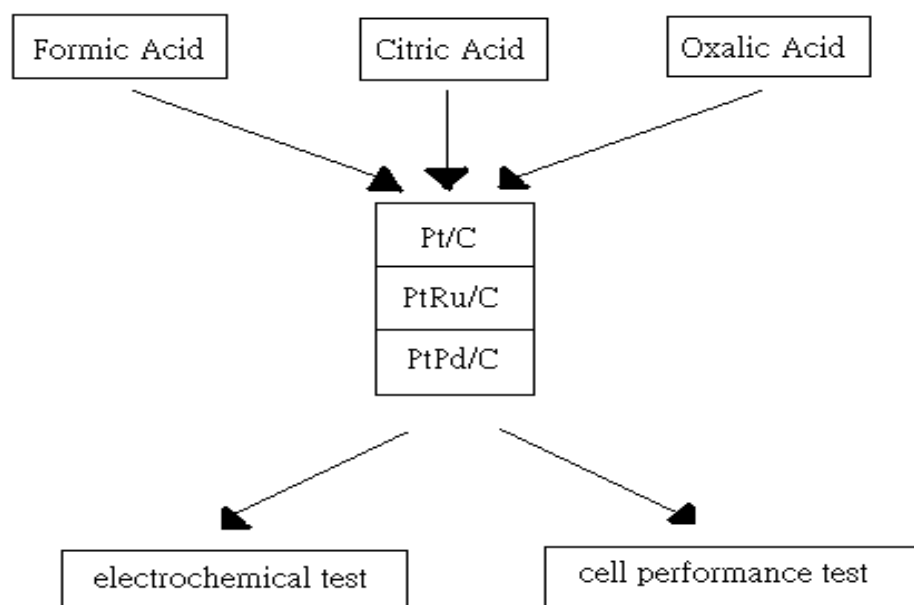 Formic Acid
Citric Acid
Oxalic Acid
Pt/C
PtRu/C
PtPd/C
electrochemical test
cell performance test